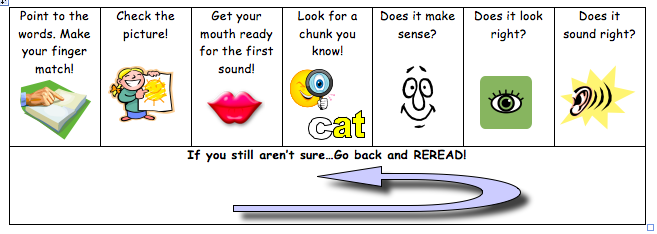 Point to the
words. Make
your finger
match!
Check the
picture!
Get your
mouth ready
for the first
sound!
Look for a
chunk you
know!
cat
Does it make
sense?
Does it look
right?
Does it
sound right?
If you still aren't sure...Go back and REREAD!